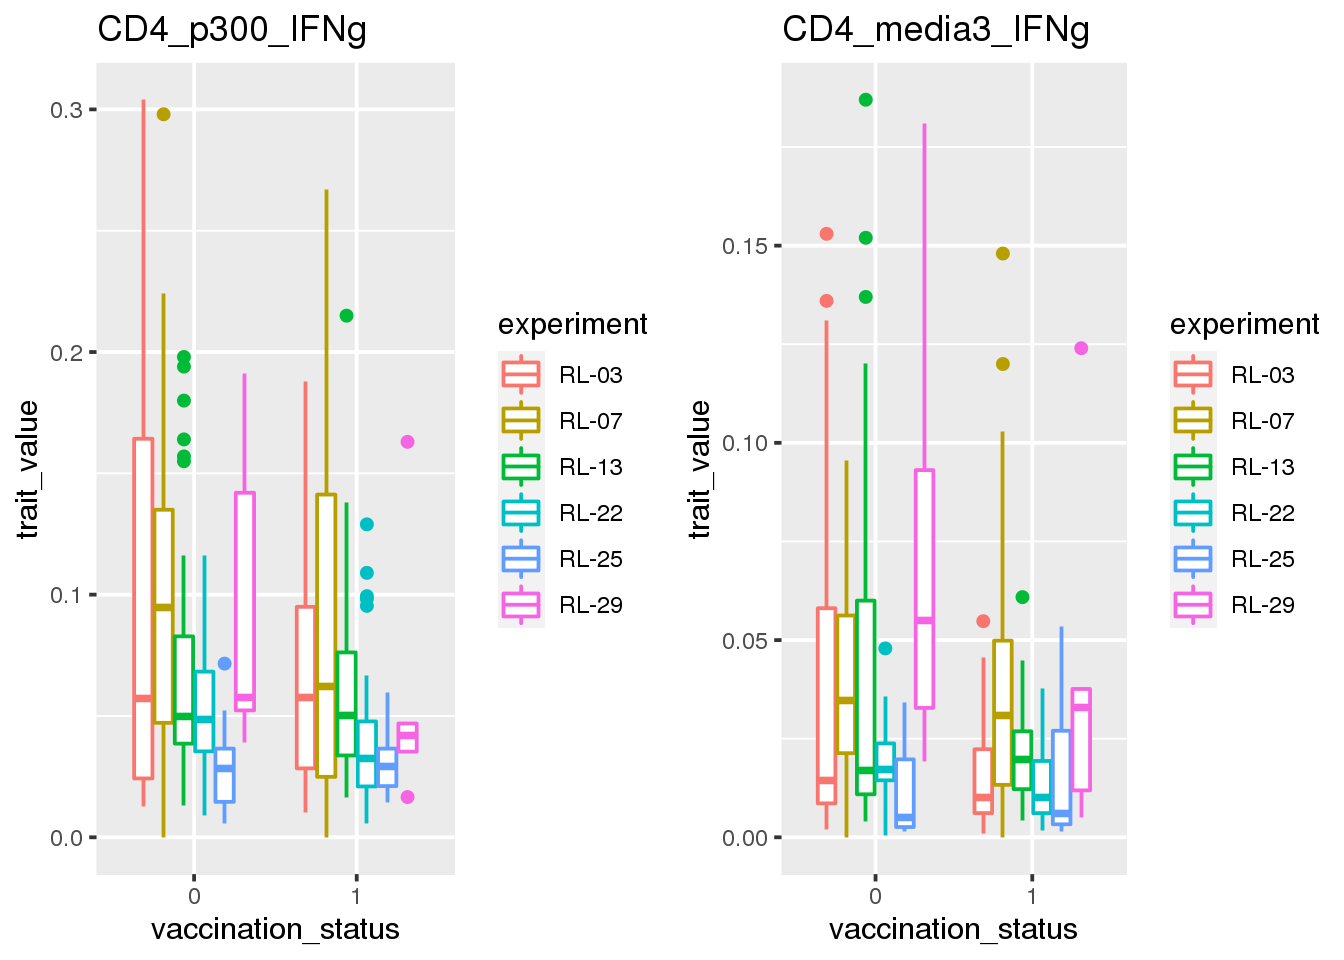 CD4_p300_IFNg
0.3
0.2
0.1
0.0
trait_value
0
1
vaccination_status
experiment
RL-03
RL-07
RL-13
RL-22
RL-25
RL-29
CD4_media3_IFNg
0.15
0.10
0.05
0.00
trait_value
0
1
vaccination_status
experiment
RL-03
RL-07
RL-13
RL-22
RL-25
RL-29